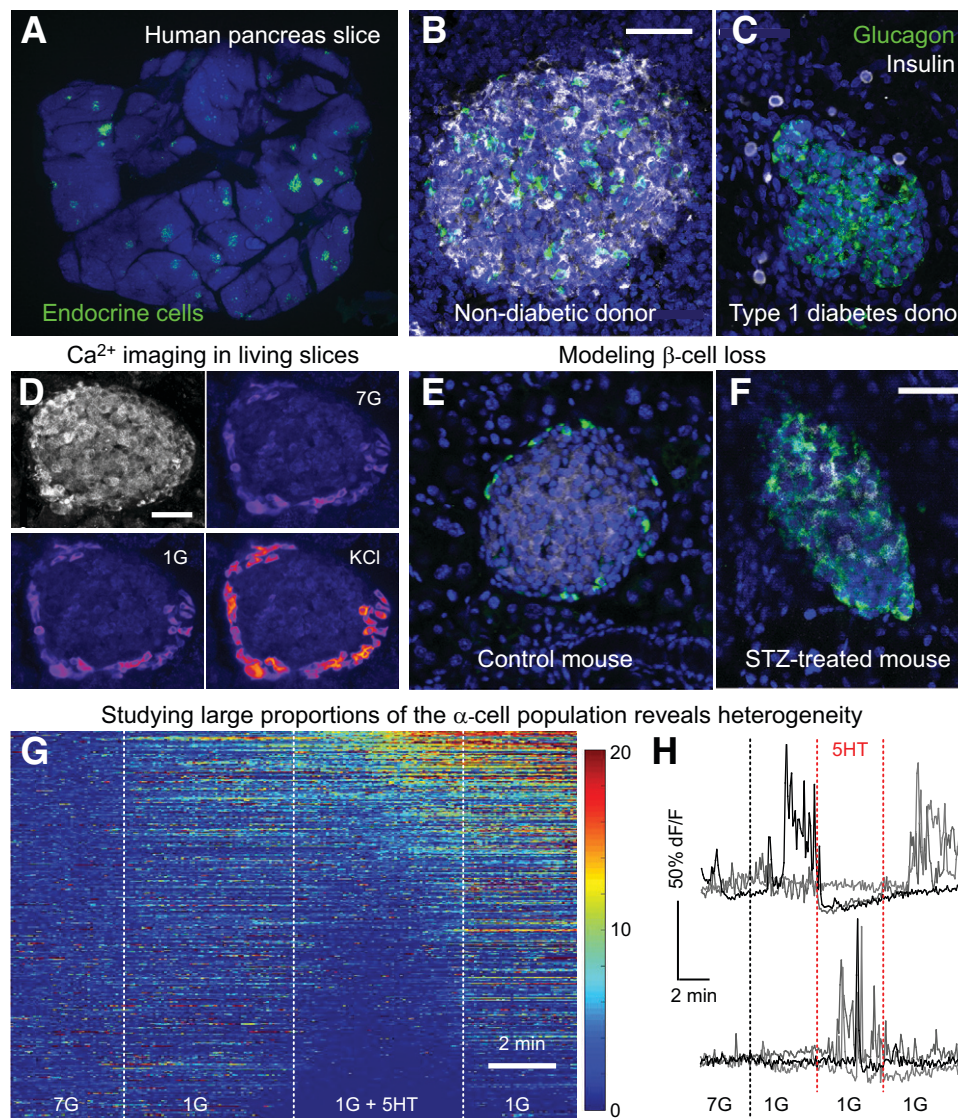 A
Human pancreas slice
Endocrine cells
B
Non-diabetic donor
C
Glucagon
Insulin
Type 1 diabetes dono
Ca²⁺ imaging in living slices
Modeling β-cell loss
D
7G
1G
KCl
E
Control mouse
F
STZ-treated mouse
Studying large proportions of the α-cell population reveals heterogeneity
G
20
10
0
2 min
7G
1G
1G + 5HT
1G
H
5HT
50% dF/F
2 min
7G
1G
1G
1G